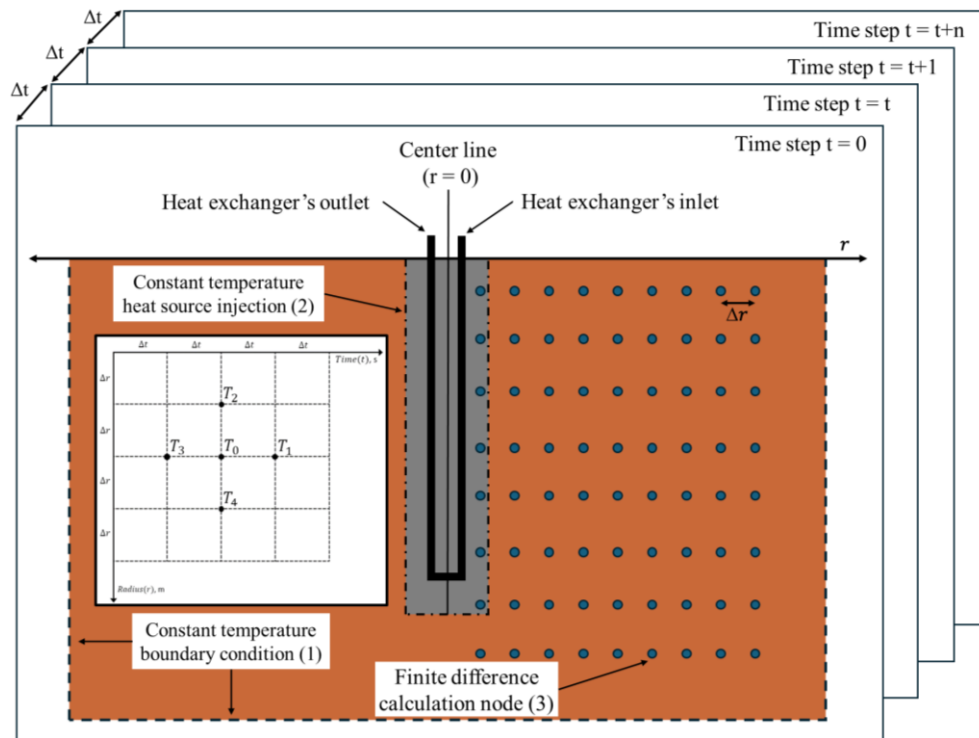 Δt
Δt
Δt
Time step t = t+n
Time step t = t+1
Time step t = t
Time step t = 0
Center line
(r = 0)
Heat exchanger’s outlet
Heat exchanger’s inlet
r
Constant temperature
heat source injection (2)
Δr
Δt
Δt
Δt
Δt
Time(t), s
Δr
Δr
Δr
Δr
T₂
T₃
T₀
T₁
T₄
Radius(r), m
Constant temperature
boundary condition (1)
Finite difference
calculation node (3)